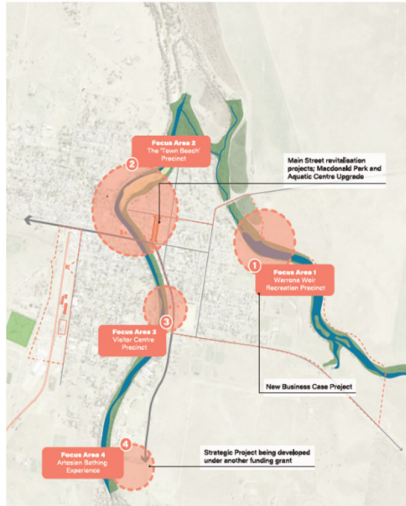 Focus Area 2
The 'Town Beach'
Precinct
2
Main Street revitalisation
projects; Macdonald Park and
Aquatic Centre Upgrade
1
Focus Area 1
Warrena Weir
Recreation Precinct
3
Focus Area 3
Visitor Centre
Precinct
New Business Case Project
4
Focus Area 4
Artesian Bathing
Experience
Strategic Project being developed
under another funding grant